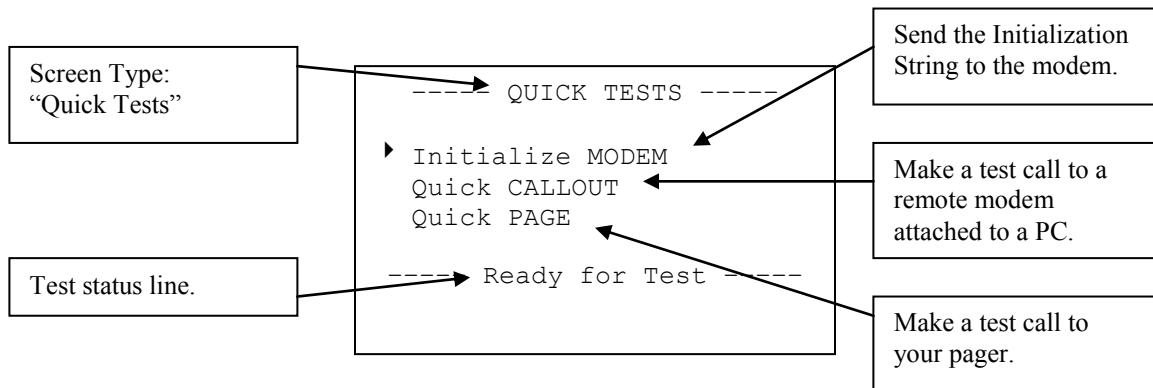 Screen Type:
“Quick Tests”
Test status line.
----- QUICK TESTS -----
Initialize MODEM
Quick CALLOUT
Quick PAGE
----- Ready for Test -----
Send the Initialization
String to the modem.
Make a test call to a
remote modem
attached to a PC.
Make a test call to
your pager.